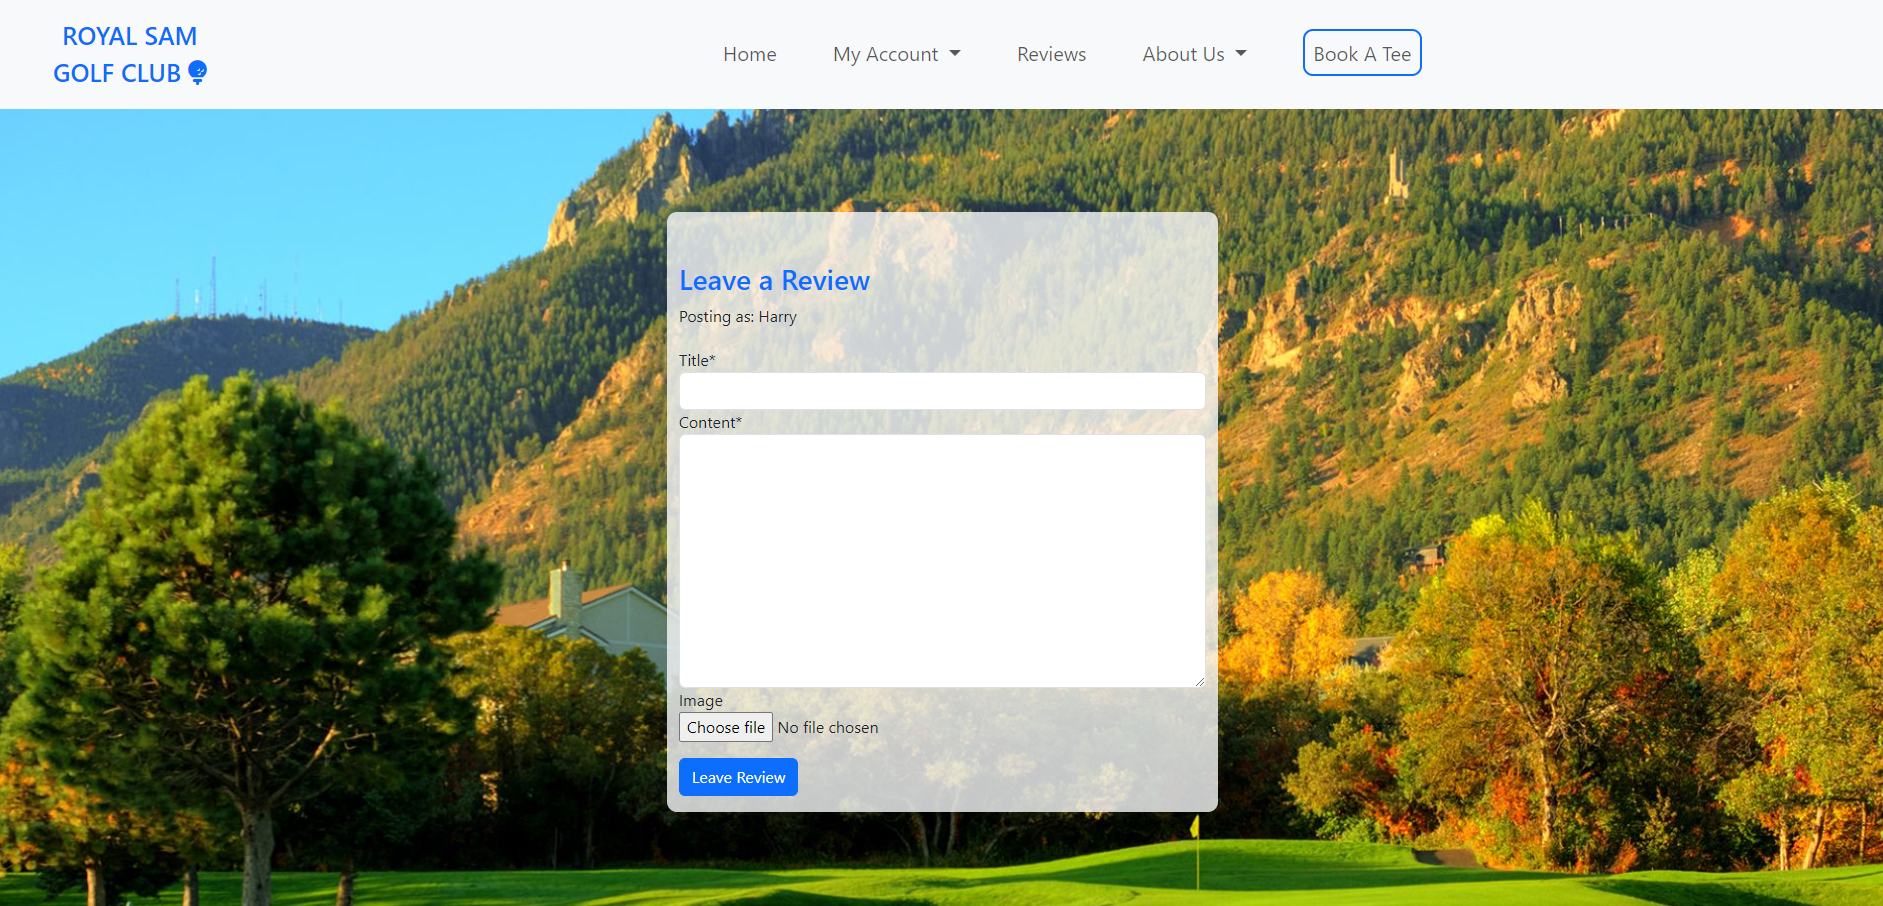 ROYAL SAM
GOLF CLUB
Home
My Account
Reviews
About Us
Book A Tee
Leave a Review
Posting as: Harry
Title*
Content*
Image
Choose file No file chosen
Leave Review